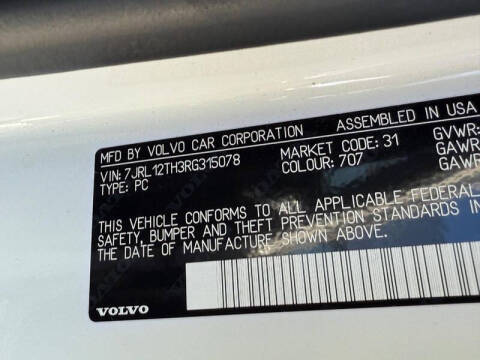 MFD BY VOLVO CAR CORPORATION ASSEMBLED IN USA
VIN: 7JRL12TH3RG315078 MARKET CODE: 31 GVWR:
TYPE: PC COLOUR: 707 GAWR
GAWR
THIS VEHICLE CONFORMS TO ALL APPLICABLE FEDERAL
SAFETY, BUMPER AND THEFT PREVENTION STANDARDS IN
THE DATE OF MANUFACTURE SHOWN ABOVE.
VOLVO